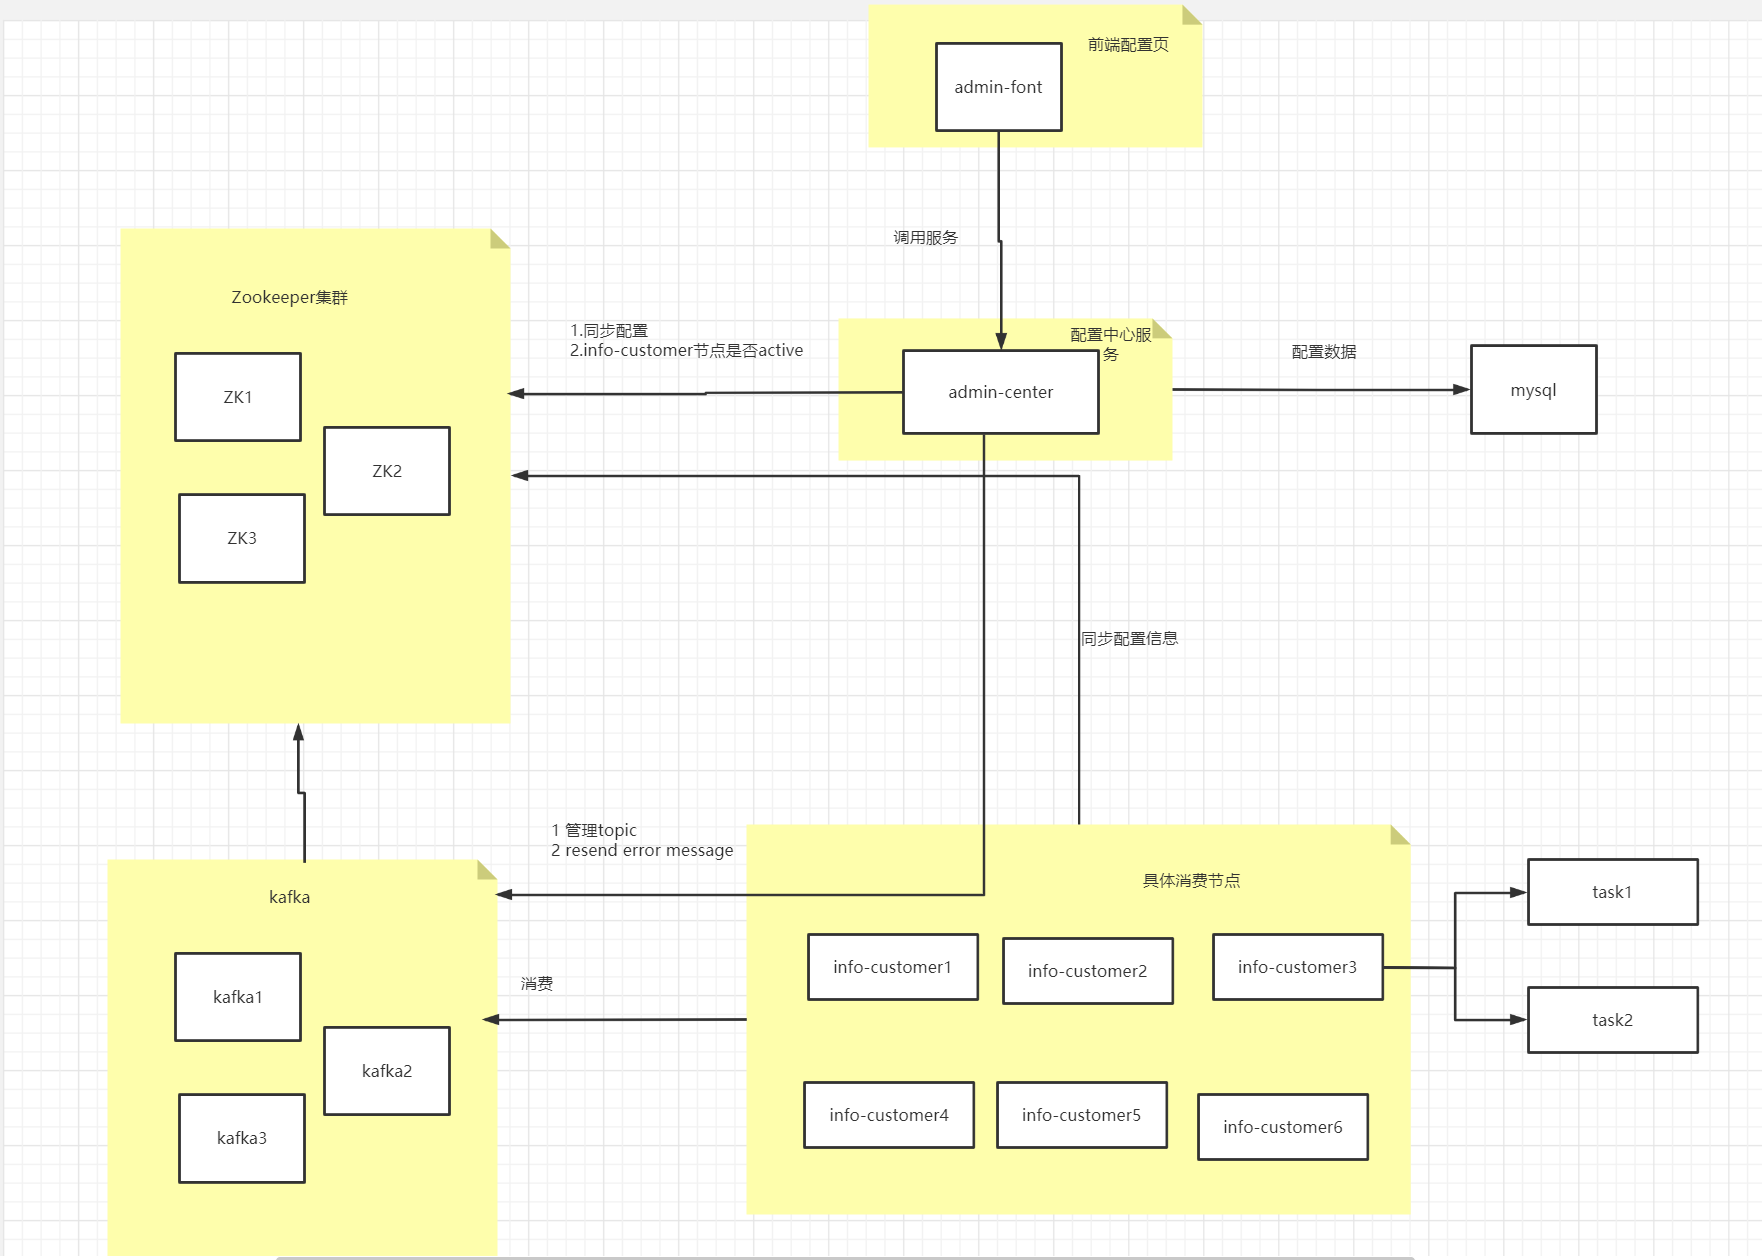 前端配置页
admin-font
调用服务
Zookeeper集群
ZK1
ZK2
ZK3
1.同步配置
2.info-customer节点是否active
配置中心服
务
admin-center
配置数据
mysql
同步配置信息
1 管理topic
2 resend error message
kafka
kafka1
kafka2
kafka3
消费
具体消费节点
info-customer1
info-customer2
info-customer3
info-customer4
info-customer5
info-customer6
task1
task2